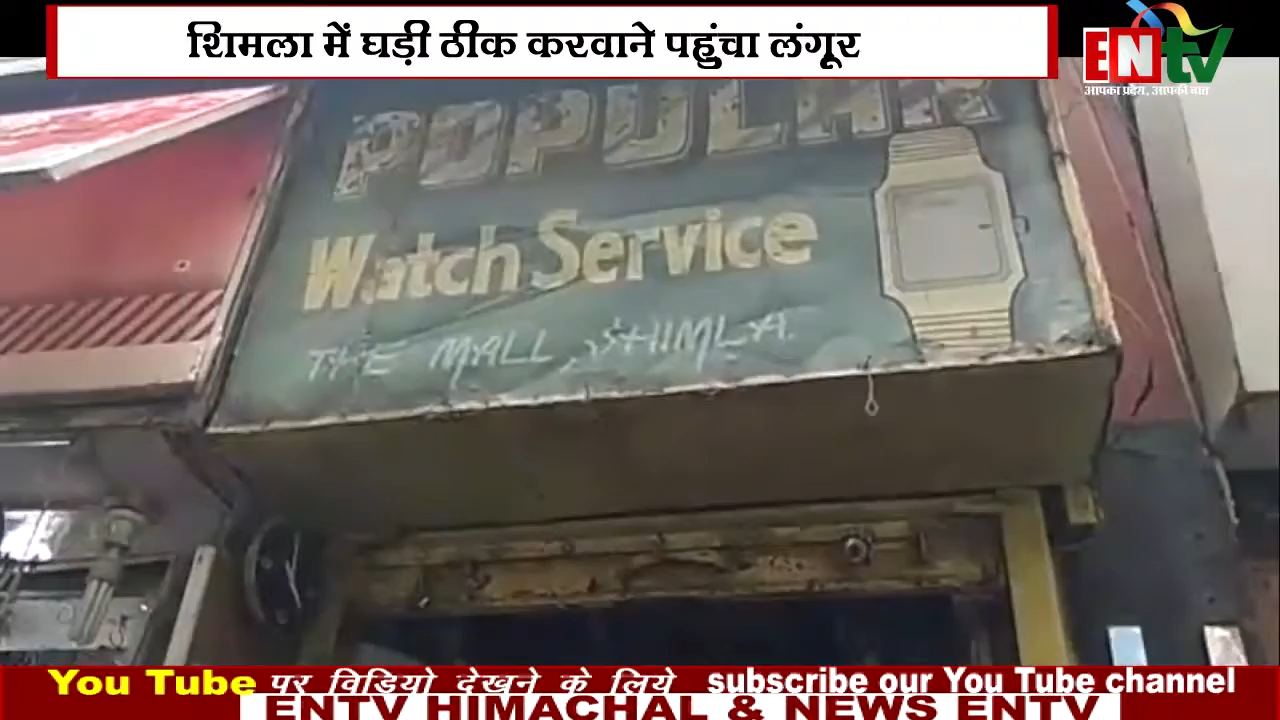 शिमला में घड़ी ठीक करवाने पहुंचा लंगूर
ENtv
आपका प्रदेश, आपकी बात
POPULAR
Watch Service
THE MALL, SHIMLA.
You Tube पर विडियो देखने के लिये subscribe our You Tube channel
ENTV HIMACHAL & NEWS ENTV